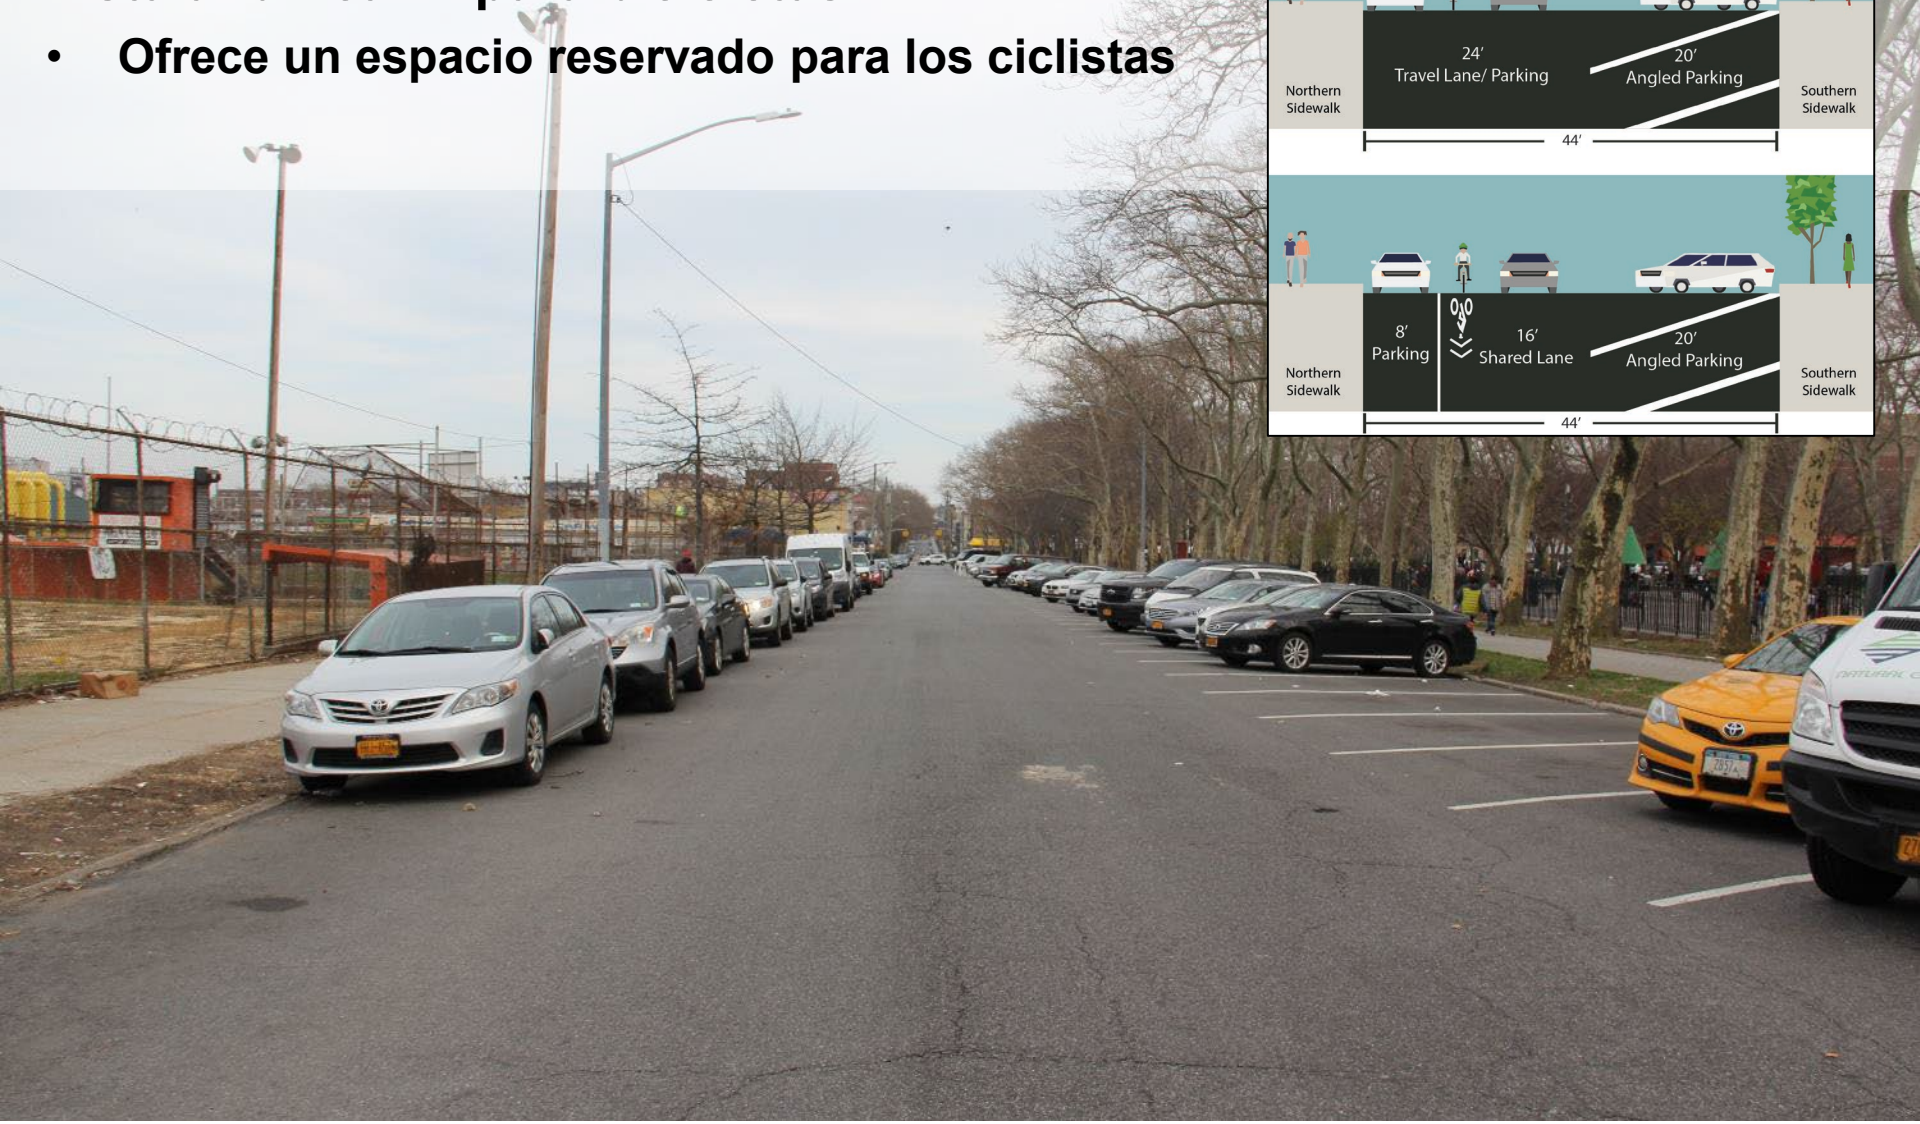 • Ofrece un espacio reservado para los ciclistas
24′
Travel Lane/ Parking
20′
Angled Parking
Northern
Sidewalk
Southern
Sidewalk
44′
8′
Parking
16′
Shared Lane
20′
Angled Parking
Northern
Sidewalk
Southern
Sidewalk
44′